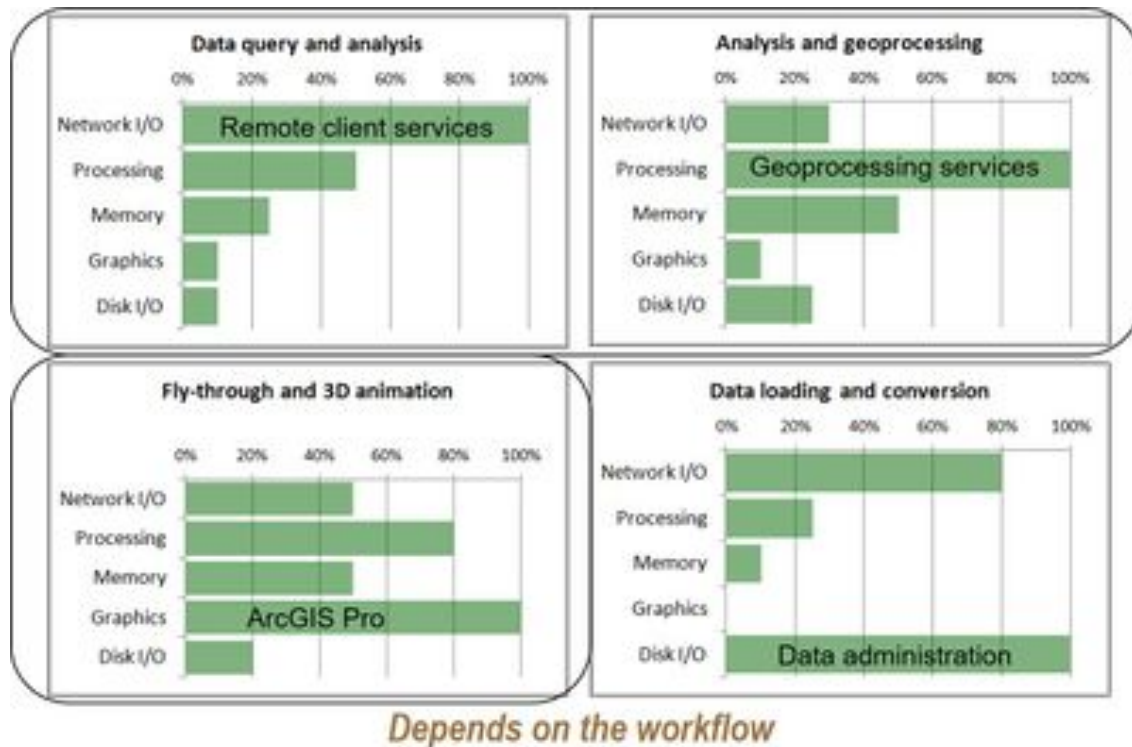 Data query and analysis
0% 20% 40% 60% 80% 100%
Network I/O Remote client services
Processing
Memory
Graphics
Disk I/O
Analysis and geoprocessing
0% 20% 40% 60% 80% 100%
Network I/O
Processing Geoprocessing services
Memory
Graphics
Disk I/O
Fly-through and 3D animation
0% 20% 40% 60% 80% 100%
Network I/O
Processing
Memory
Graphics ArcGIS Pro
Disk I/O
Data loading and conversion
0% 20% 40% 60% 80% 100%
Network I/O
Processing
Memory
Graphics
Disk I/O Data administration
Depends on the workflow